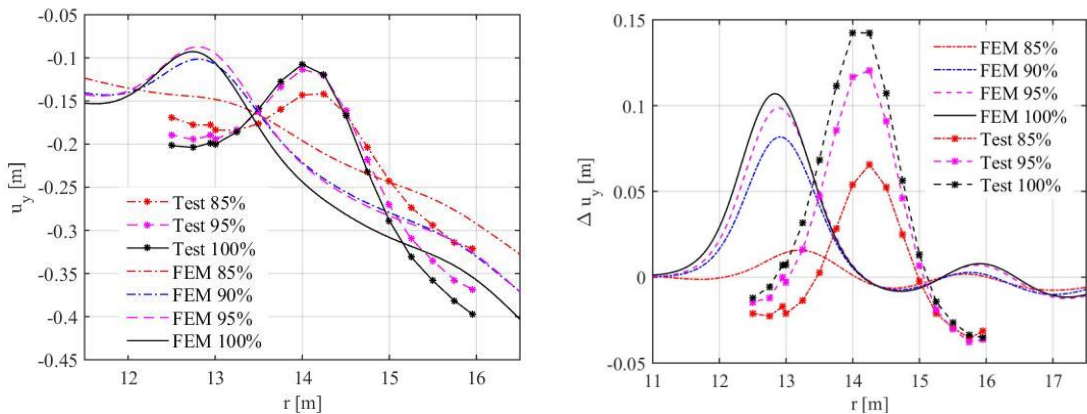 -0.05
-0.1
-0.15
-0.2
-0.25
-0.3
-0.35
-0.4
-0.45
u_y [m]
Test 85%
Test 95%
Test 100%
FEM 85%
FEM 90%
FEM 95%
FEM 100%
12 13 14 15 16
r [m]
0.15
0.1
0.05
0
-0.05
Δ u_y [m]
FEM 85%
FEM 90%
FEM 95%
FEM 100%
Test 85%
Test 95%
Test 100%
11 12 13 14 15 16 17
r [m]